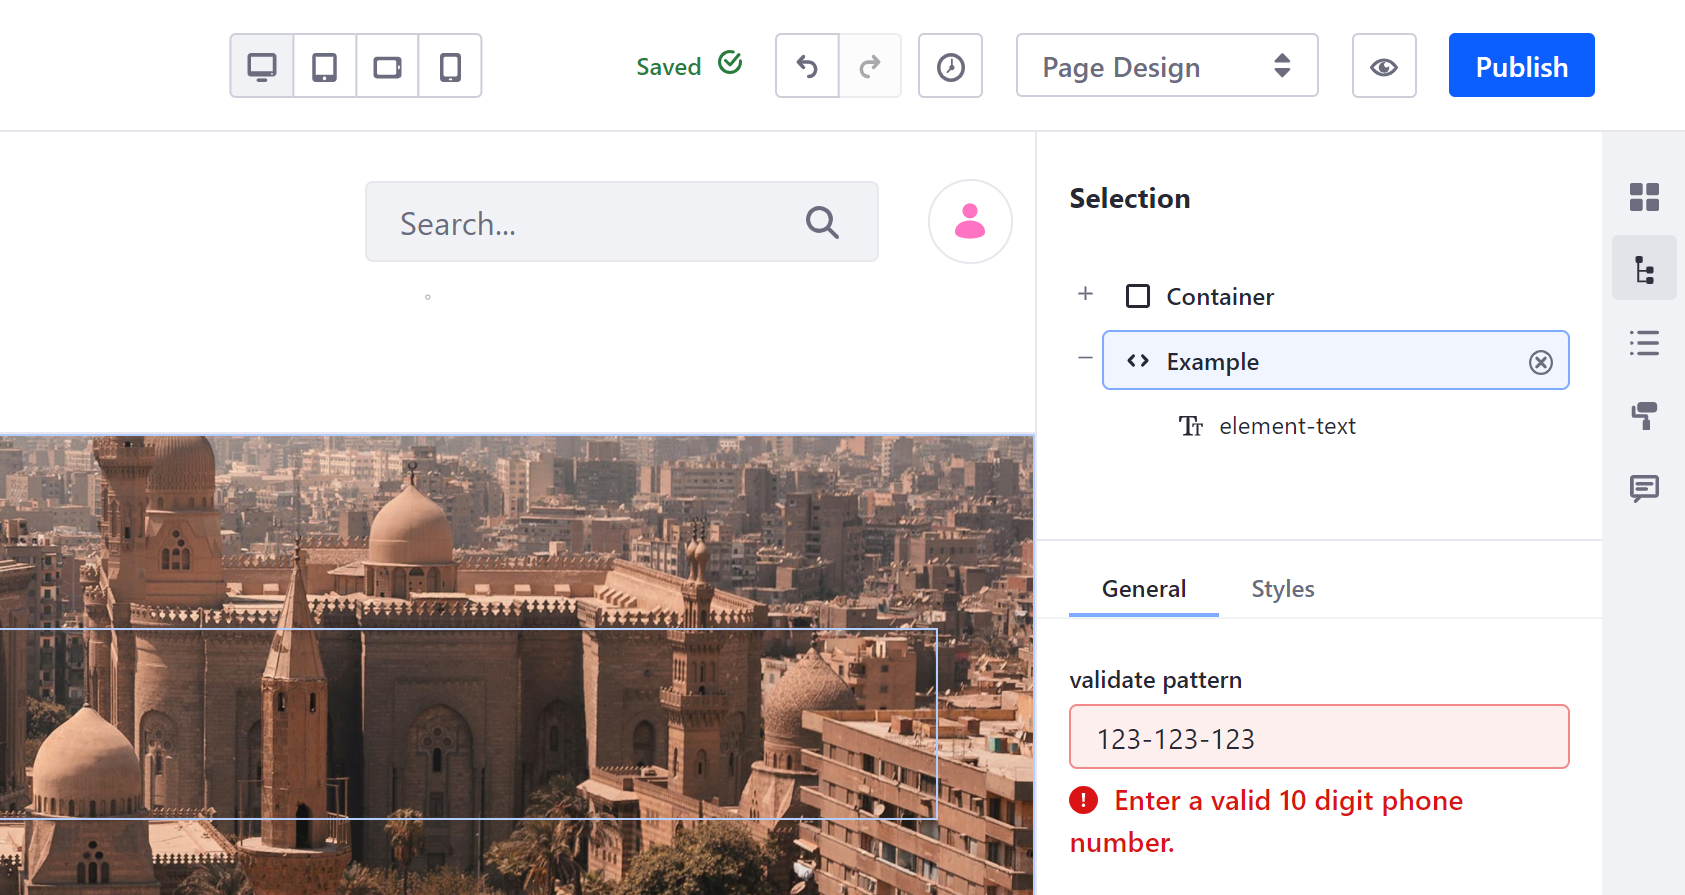 Saved
Page Design
Publish
Search...
Selection
Container
Example
element-text
General Styles
validate pattern
123-123-123
Enter a valid 10 digit phone
number.